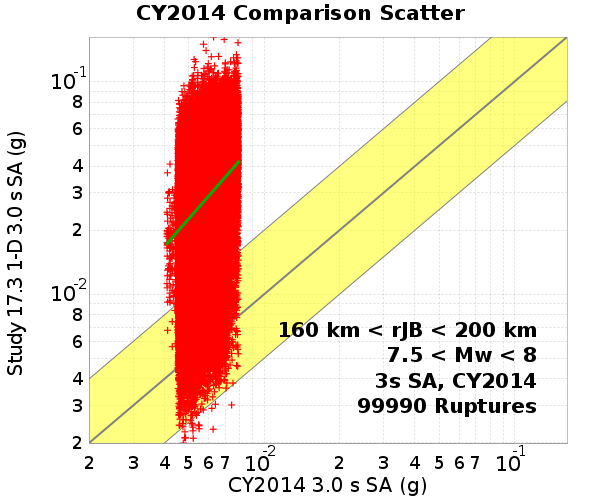 CY2014 Comparison Scatter
Study 17.3 1-D 3.0 s SA (g)
10⁻¹
8
6
4
3
2
10⁻²
8
6
4
3
2
160 km < rJB < 200 km
7.5 < Mw < 8
3s SA, CY2014
99990 Ruptures
2 3 4 5 6 7 10⁻² 2 3 4 5 6 7 10⁻¹
CY2014 3.0 s SA (g)